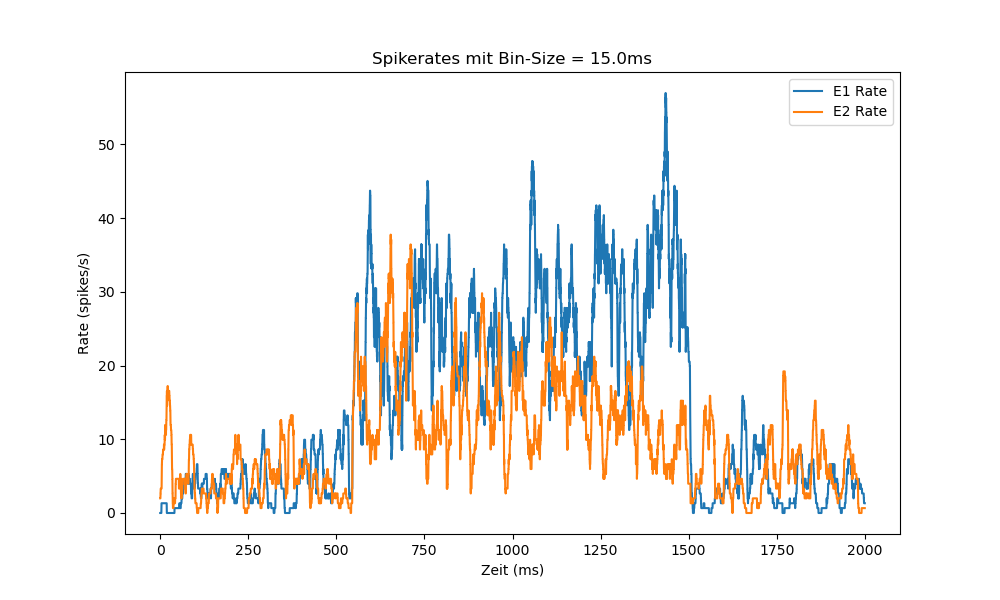 Spikerates mit Bin-Size = 15.0ms
E1 Rate
E2 Rate
Rate (spikes/s)
50
40
30
20
10
0
0 250 500 750 1000 1250 1500 1750 2000
Zeit (ms)